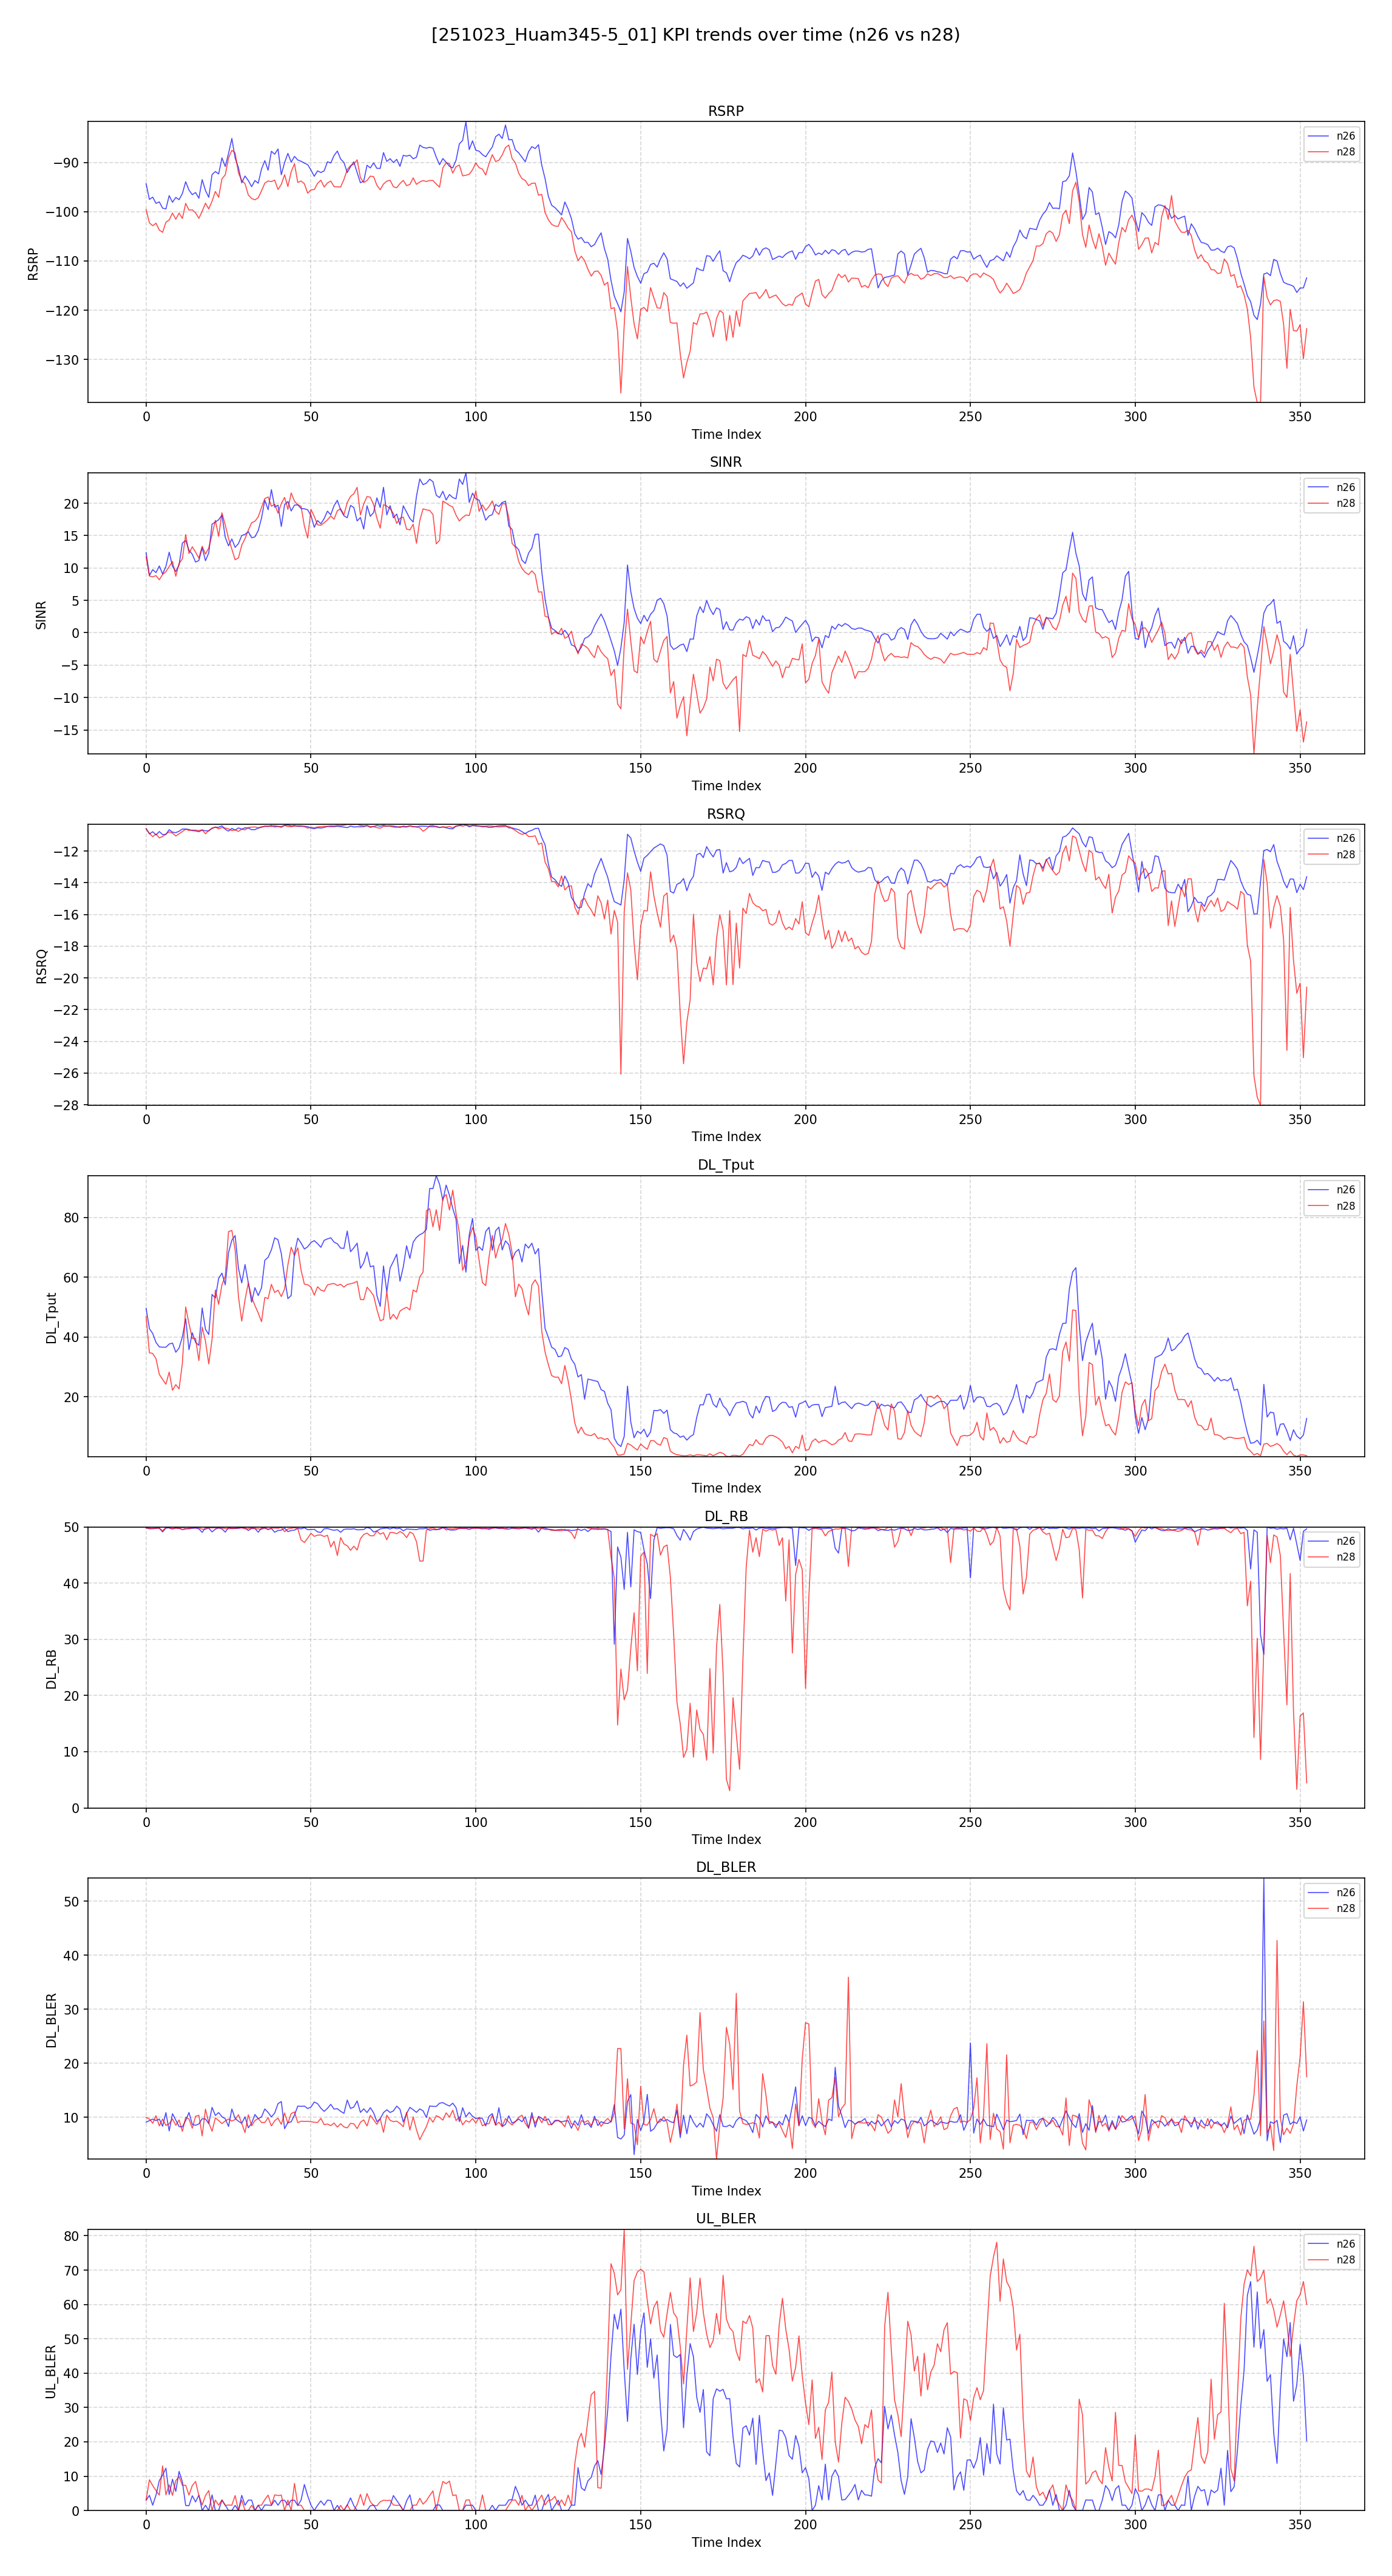 [251023_Huam345-5_01] KPI trends over time (n26 vs n28)
RSRP
n26
n28
−90
−100
−110
−120
−130
RSRP
0 50 100 150 200 250 300 350
Time Index
SINR
n26
n28
20
15
10
5
0
−5
−10
−15
SINR
0 50 100 150 200 250 300 350
Time Index
RSRQ
n26
n28
−12
−14
−16
−18
−20
−22
−24
−26
−28
RSRQ
0 50 100 150 200 250 300 350
Time Index
DL_Tput
n26
n28
80
60
40
20
DL_Tput
0 50 100 150 200 250 300 350
Time Index
DL_RB
n26
n28
50
40
30
20
10
0
DL_RB
0 50 100 150 200 250 300 350
Time Index
DL_BLER
n26
n28
50
40
30
20
10
DL_BLER
0 50 100 150 200 250 300 350
Time Index
UL_BLER
n26
n28
80
70
60
50
40
30
20
10
0
UL_BLER
0 50 100 150 200 250 300 350
Time Index